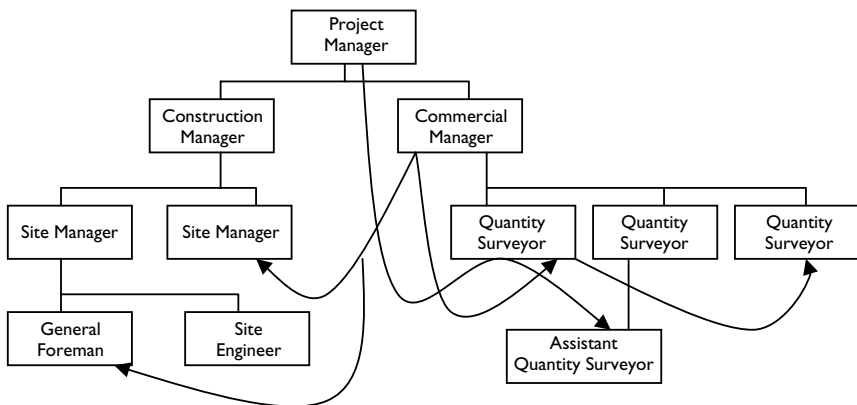 Project
Manager
Construction
Manager
Commercial
Manager
Site Manager
Site Manager
Quantity
Surveyor
Quantity
Surveyor
Quantity
Surveyor
General
Foreman
Site
Engineer
Assistant
Quantity Surveyor